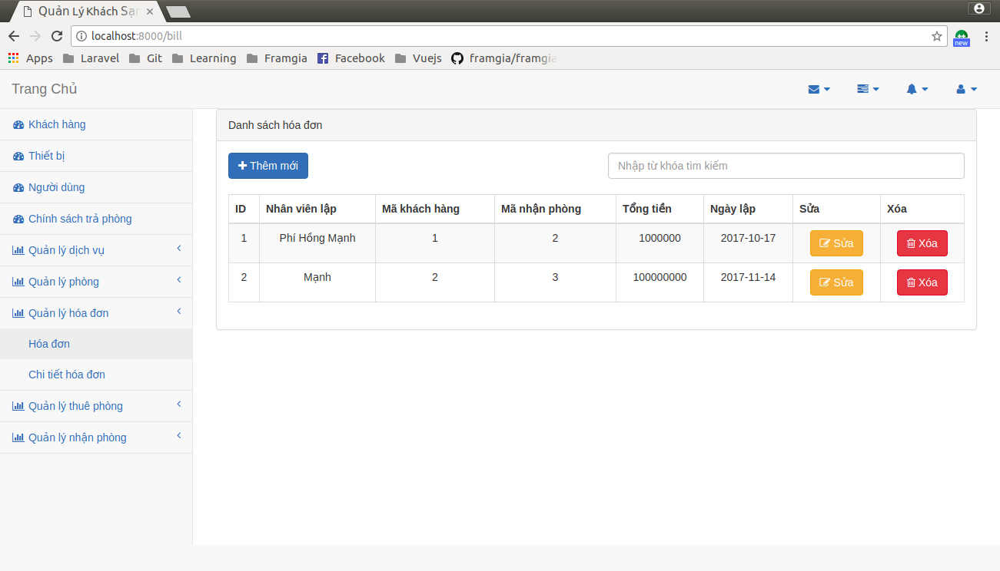 Quản Lý Khách Sạn
localhost:8000/bill
new
Apps Laravel Git Learning Framgia Facebook Vuejs framgia/framgia
Trang Chủ
Khách hàng
Thiết bị
Người dùng
Chính sách trả phòng
Quản lý dịch vụ
Quản lý phòng
Quản lý hóa đơn
Hóa đơn
Chi tiết hóa đơn
Quản lý thuê phòng
Quản lý nhận phòng
Danh sách hóa đơn
Thêm mới Nhập từ khóa tìm kiếm
ID Nhân viên lập Mã khách hàng Mã nhận phòng Tổng tiền Ngày lập Sửa Xóa
1 Phí Hồng Mạnh 1 2 1000000 2017-10-17 Sửa Xóa
2 Mạnh 2 3 100000000 2017-11-14 Sửa Xóa